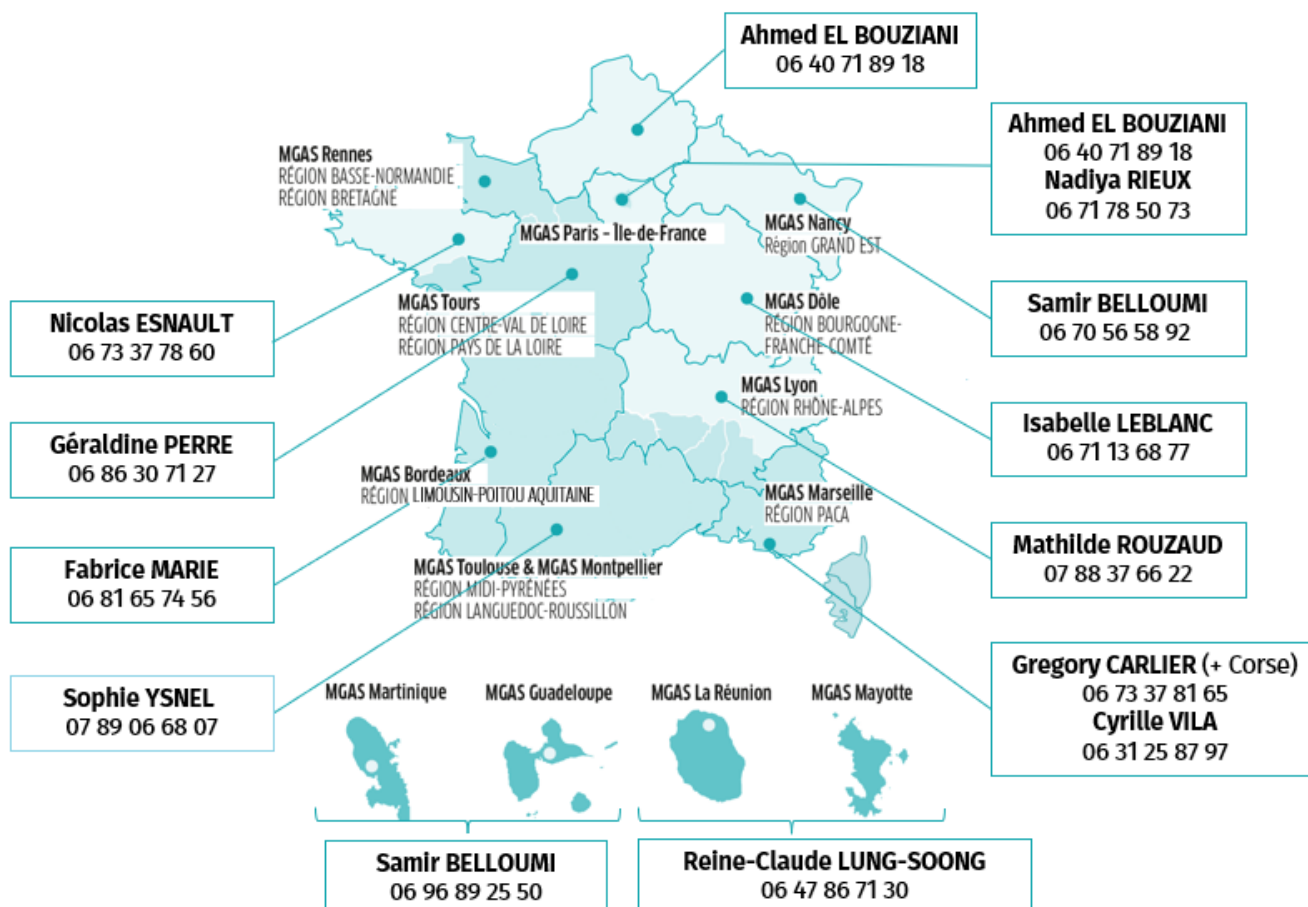 Ahmed EL BOUZIANI
06 40 71 89 18
Ahmed EL BOUZIANI
06 40 71 89 18
Nadiya RIEUX
06 71 78 50 73
MGAS Rennes
RÉGION BASSE-NORMANDIE
RÉGION BRETAGNE
MGAS Paris – Île-de-France
MGAS Nancy
Région GRAND EST
Nicolas ESNAULT
06 73 37 78 60
MGAS Tours
RÉGION CENTRE-VAL DE LOIRE
RÉGION PAYS DE LA LOIRE
MGAS Dôle
RÉGION BOURGOGNE-
FRANCHE-COMTÉ
Samir BELLOUMI
06 70 56 58 92
MGAS Lyon
RÉGION RHÔNE-ALPES
Géraldine PERRE
06 86 30 71 27
Isabelle LEBLANC
06 71 13 68 77
MGAS Bordeaux
RÉGION LIMOUSIN-POITOU AQUITAINE
MGAS Marseille
RÉGION PACA
Fabrice MARIE
06 81 65 74 56
MGAS Toulouse & MGAS Montpellier
RÉGION MIDI-PYRÉNÉES
RÉGION LANGUEDOC-ROUSSILLON
Mathilde ROUZAUD
07 88 37 66 22
Sophie YSNEL
07 89 06 68 07
Gregory CARLIER (+ Corse)
06 73 37 81 65
Cyrille VILA
06 31 25 87 97
MGAS Martinique
MGAS Guadeloupe
MGAS La Réunion
MGAS Mayotte
Samir BELLOUMI
06 96 89 25 50
Reine-Claude LUNG-SOONG
06 47 86 71 30